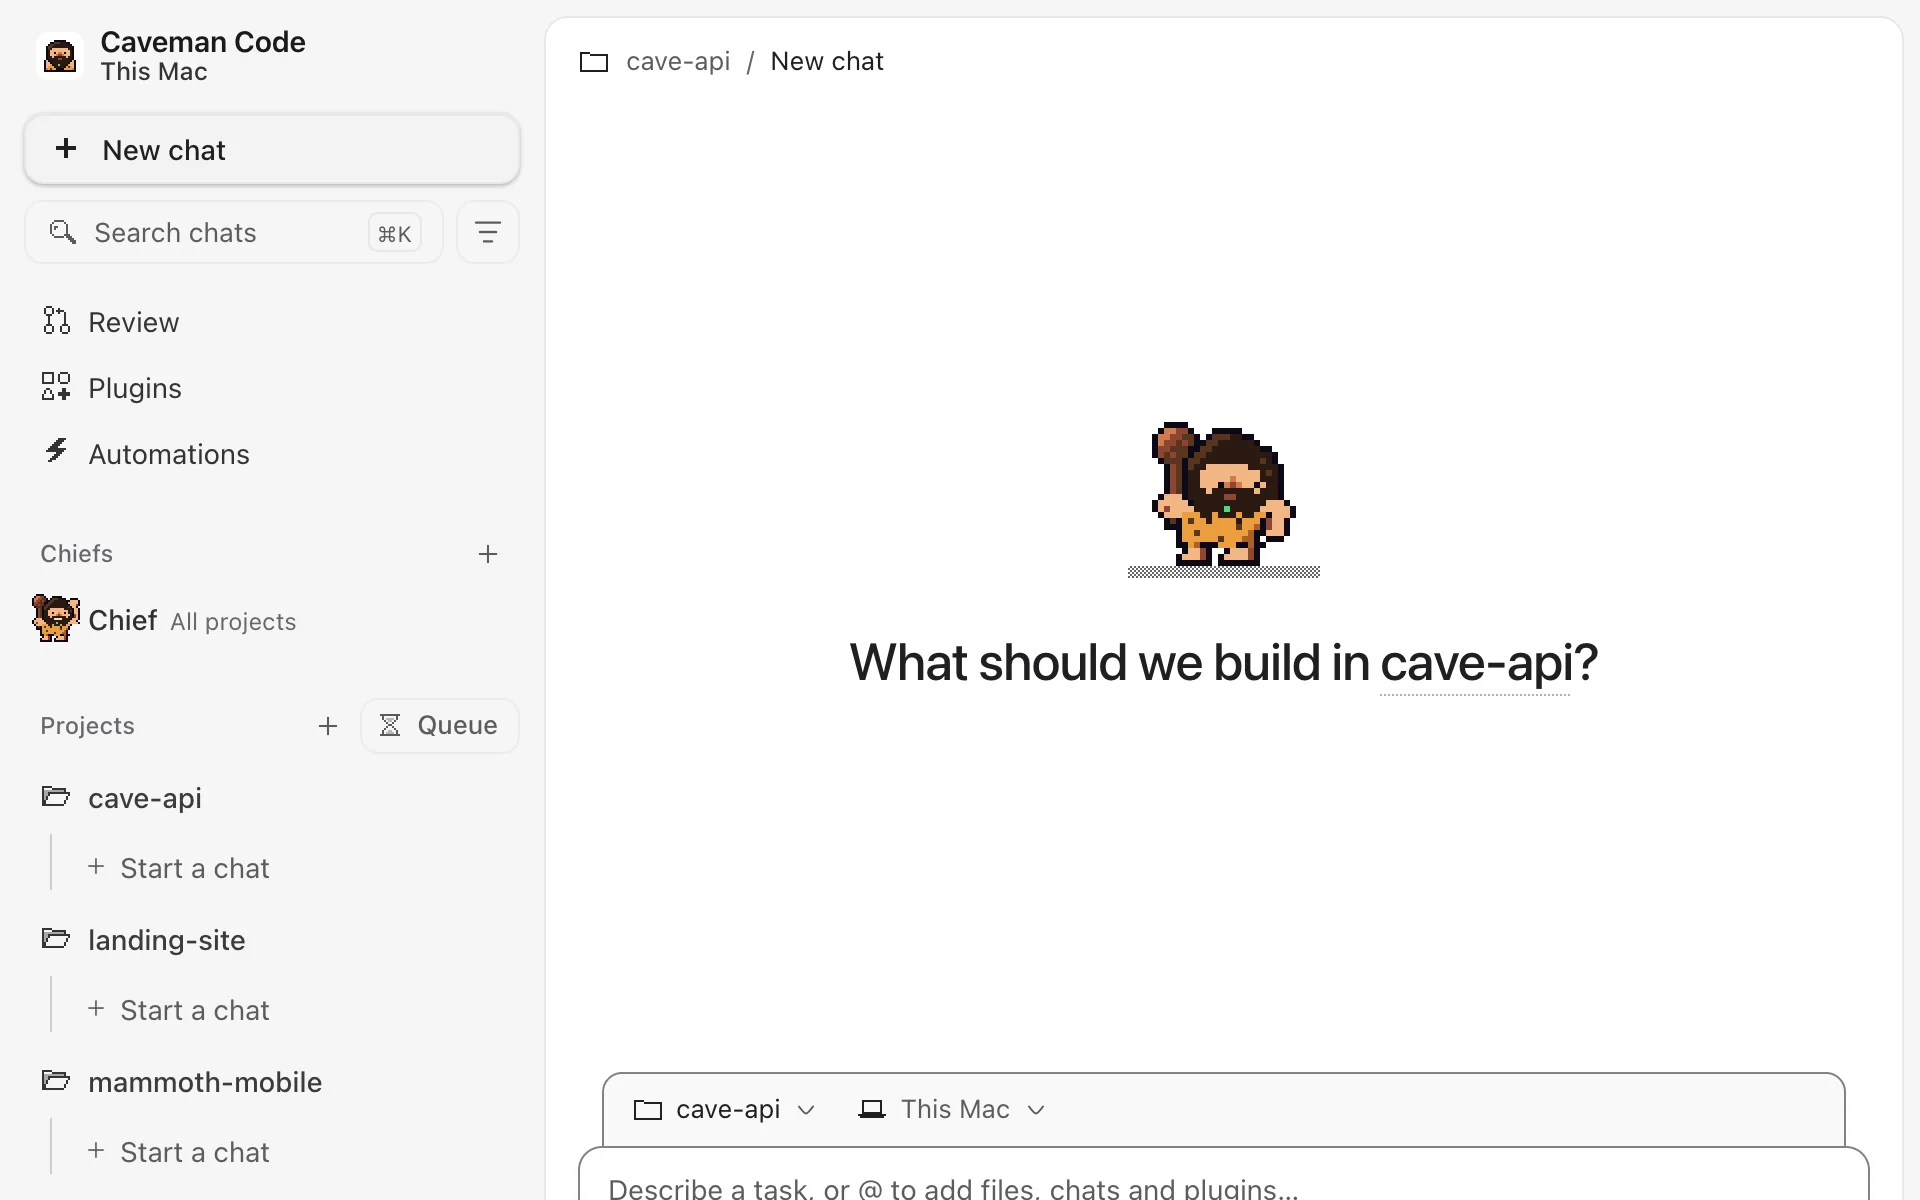 Caveman Code
This Mac
New chat
Search chats ⌘K
Review
Plugins
Automations
Chiefs
Chief All projects
Projects
Queue
cave-api
+ Start a chat
landing-site
+ Start a chat
mammoth-mobile
+ Start a chat
cave-api / New chat
What should we build in cave-api?
cave-api
This Mac
Describe a task, or @ to add files, chats and plugins...